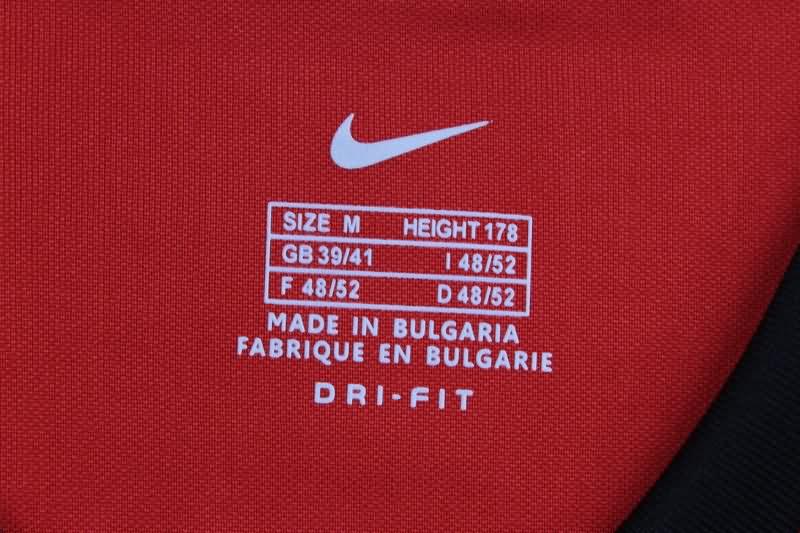 SIZE M HEIGHT 178
GB 39/41 I 48/52
F 48/52 D 48/52
MADE IN BULGARIA
FABRIQUE EN BULGARIE
DRI-FIT